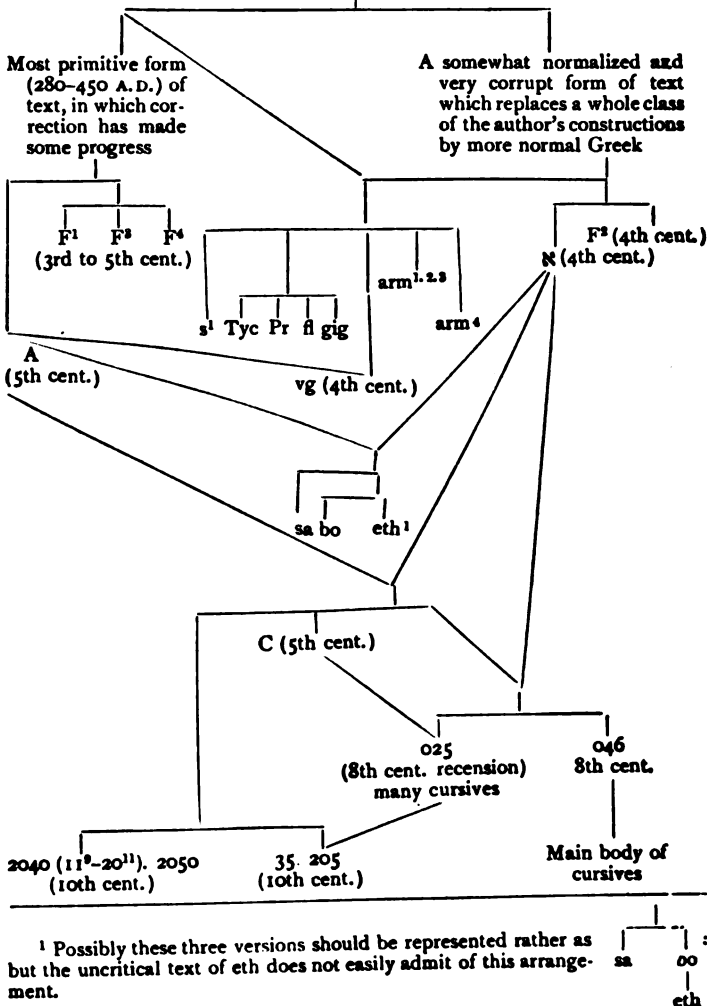 Most primitive form
(280–450 A.D.) of
text, in which cor-
rection has made
some progress
A somewhat normalized and
very corrupt form of text
which replaces a whole class
of the author's constructions
by more normal Greek
F¹ F³ F⁴
(3rd to 5th cent.)
F² (4th cent.)
א (4th cent.)
arm¹·²·³
s¹ Tyc Pr fl gig
arm⁴
A
(5th cent.)
vg (4th cent.)
sa bo eth¹
C (5th cent.)
025
(8th cent. recension)
many cursives
046
8th cent.
2040 (11⁹–20¹¹). 2050
(10th cent.)
35. 205
(10th cent.)
Main body of
cursives
¹ Possibly these three versions should be represented rather as
sa oo :
but the uncritical text of eth does not easily admit of this arrange-
ment.
eth